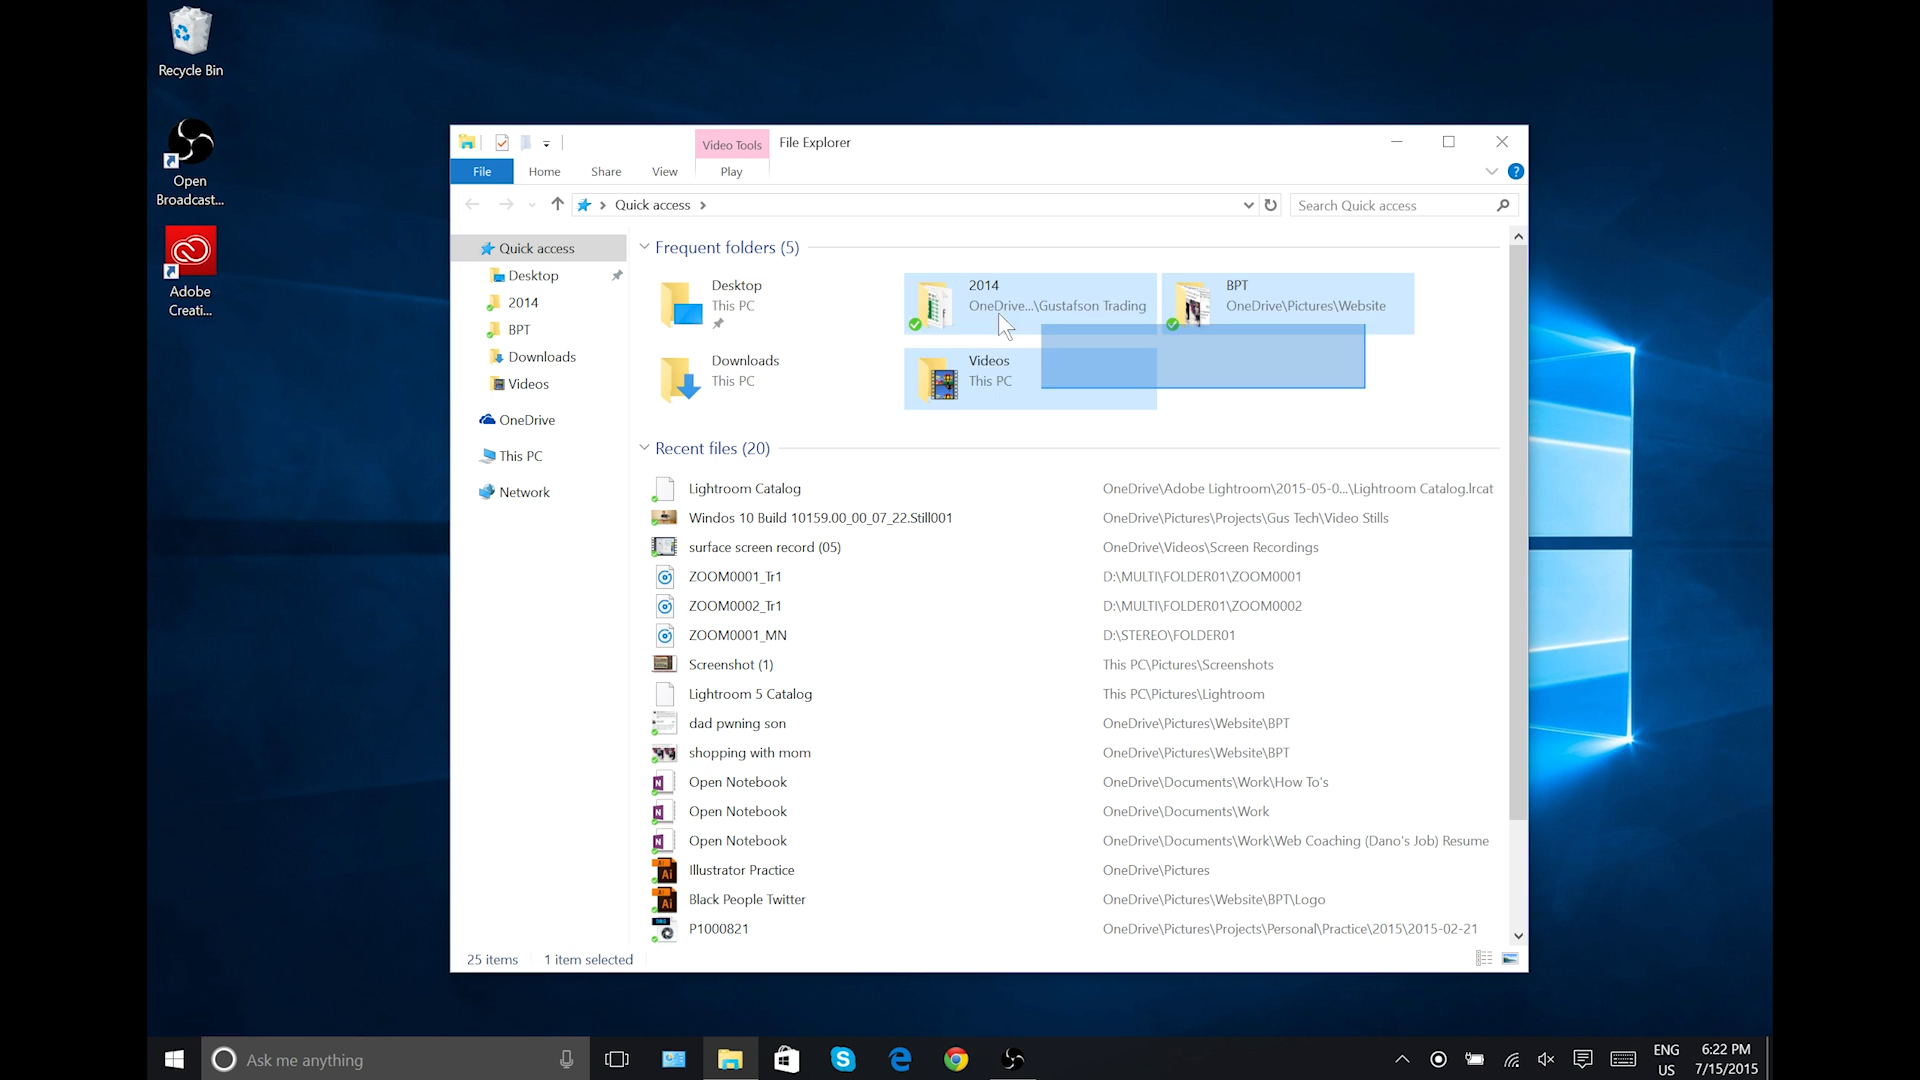 Recycle Bin
Open
Broadcast...
Adobe
Creati...
Video Tools
File Explorer
File
Home
Share
View
Play
Quick access
Search Quick access
Quick access
Desktop
2014
BPT
Downloads
Videos
OneDrive
This PC
Network
Frequent folders (5)
Desktop
This PC
2014
OneDrive...\Gustafson Trading
BPT
OneDrive\Pictures\Website
Downloads
This PC
Videos
This PC
Recent files (20)
Lightroom Catalog OneDrive\Adobe Lightroom\2015-05-0...\Lightroom Catalog.lrcat
Windos 10 Build 10159.00_00_07_22.Still001 OneDrive\Pictures\Projects\Gus Tech\Video Stills
surface screen record (05) OneDrive\Videos\Screen Recordings
ZOOM0001_Tr1 D:\MULTI\FOLDER01\ZOOM0001
ZOOM0002_Tr1 D:\MULTI\FOLDER01\ZOOM0002
ZOOM0001_MN D:\STEREO\FOLDER01
Screenshot (1) This PC\Pictures\Screenshots
Lightroom 5 Catalog This PC\Pictures\Lightroom
dad pwning son OneDrive\Pictures\Website\BPT
shopping with mom OneDrive\Pictures\Website\BPT
Open Notebook OneDrive\Documents\Work\How To's
Open Notebook OneDrive\Documents\Work
Open Notebook OneDrive\Documents\Work\Web Coaching (Dano's Job) Resume
Illustrator Practice OneDrive\Pictures
Black People Twitter OneDrive\Pictures\Website\BPT\Logo
P1000821 OneDrive\Pictures\Projects\Personal\Practice\2015\2015-02-21
25 items 1 item selected
Ask me anything
ENG
US
6:22 PM
7/15/2015